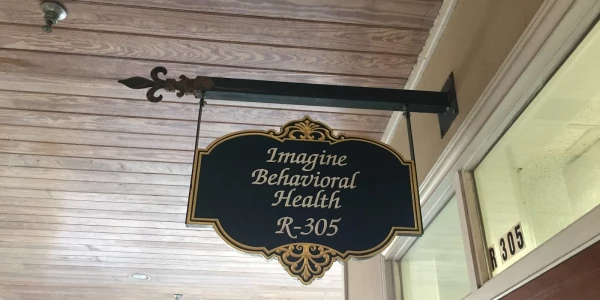 Imagine
Behavioral
Health
R-305
R 305